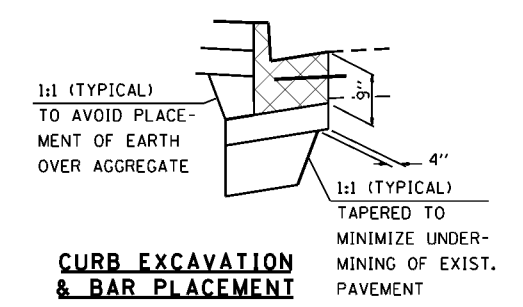 1:1 (TYPICAL)
TO AVOID PLACE-
MENT OF EARTH
OVER AGGREGATE
9"
4"
1:1 (TYPICAL)
TAPERED TO
MINIMIZE UNDER-
MINING OF EXIST.
PAVEMENT
CURB EXCAVATION
& BAR PLACEMENT